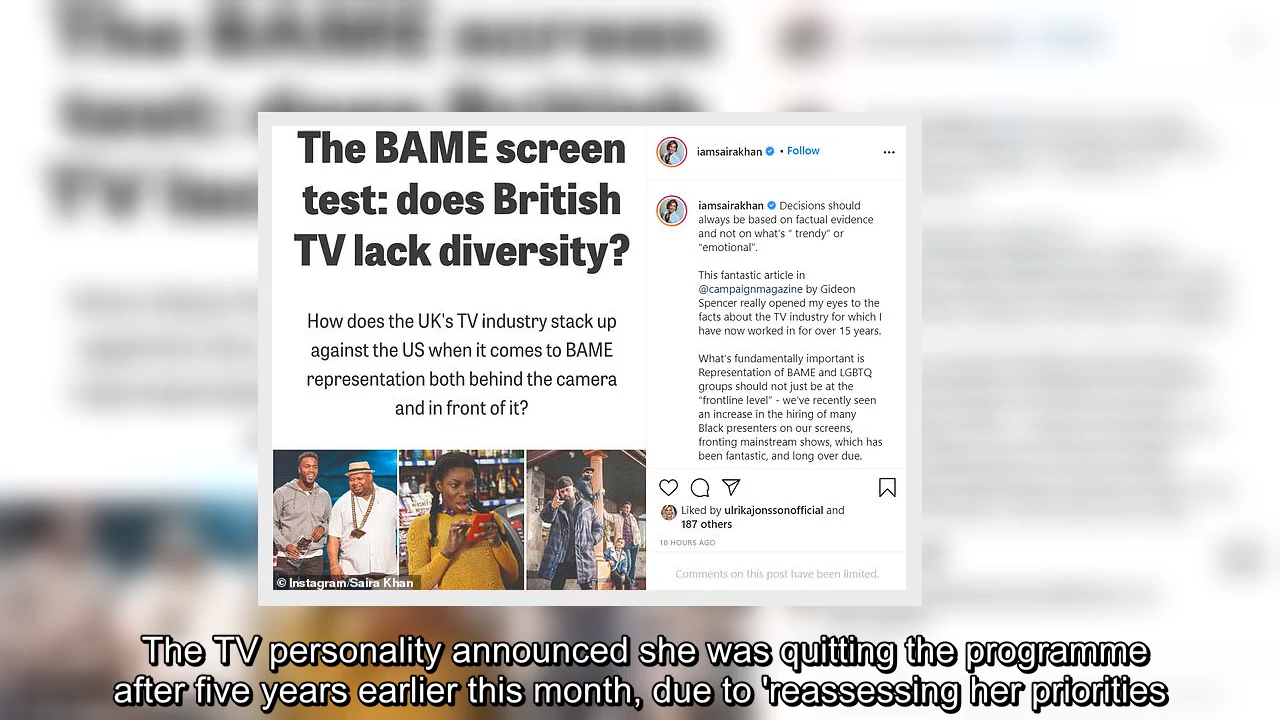 The BAME screen
test: does British
TV lack diversity?
How does the UK's TV industry stack up
against the US when it comes to BAME
representation both behind the camera
and in front of it?
© Instagram/Saira Khan
iamsairakhan • Follow
iamsairakhan Decisions should
always be based on factual evidence
and not on what's " trendy" or
"emotional".
This fantastic article in
@campaignmagazine by Gideon
Spencer really opened my eyes to the
facts about the TV industry for which I
have now worked in for over 15 years.
What's fundamentally important is
Representation of BAME and LGBTQ
groups should not just be at the
"frontline level" - we've recently seen
an increase in the hiring of many
Black presenters on our screens,
fronting mainstream shows, which has
been fantastic, and long over due.
Liked by ulrikajonssonofficial and
187 others
10 HOURS AGO
Comments on this post have been limited.
The TV personality announced she was quitting the programme
after five years earlier this month, due to 'reassessing her priorities